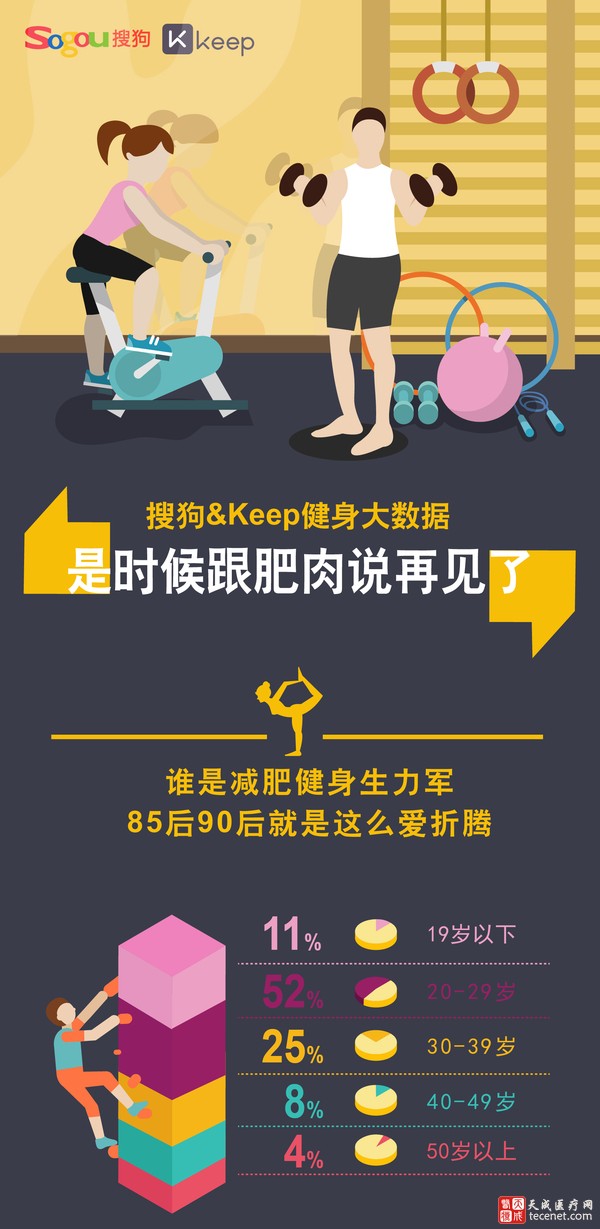 Sogou搜狗 keep
搜狗&Keep健身大数据
是时候跟肥肉说再见了
谁是减肥健身生力军
85后90后就是这么爱折腾
11% 19岁以下
52% 20-29岁
25% 30-39岁
8% 40-49岁
4% 50岁以上
天成医疗网
tecenet.com